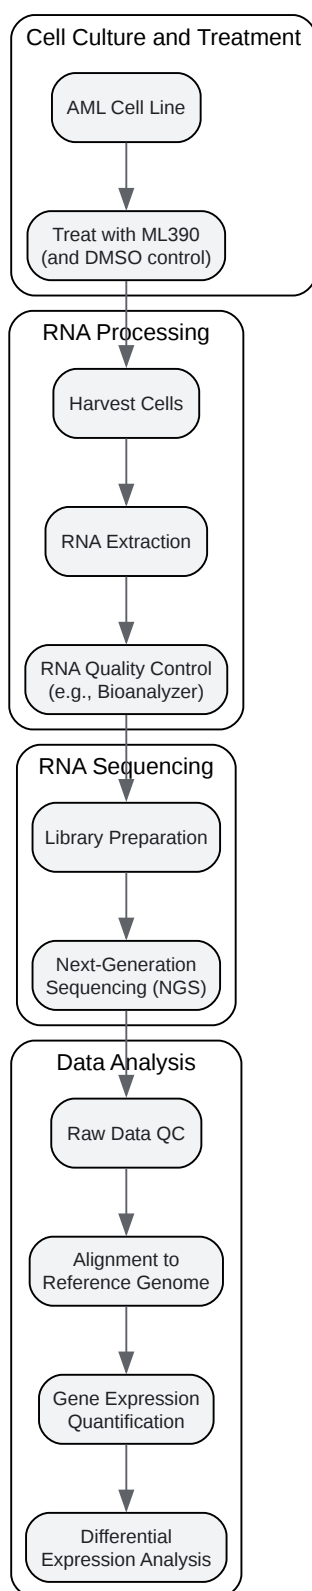 Cell Culture and Treatment
AML Cell Line
Treat with ML390
(and DMSO control)
RNA Processing
Harvest Cells
RNA Extraction
RNA Quality Control
(e.g., Bioanalyzer)
RNA Sequencing
Library Preparation
Next-Generation
Sequencing (NGS)
Data Analysis
Raw Data QC
Alignment to
Reference Genome
Gene Expression
Quantification
Differential
Expression Analysis